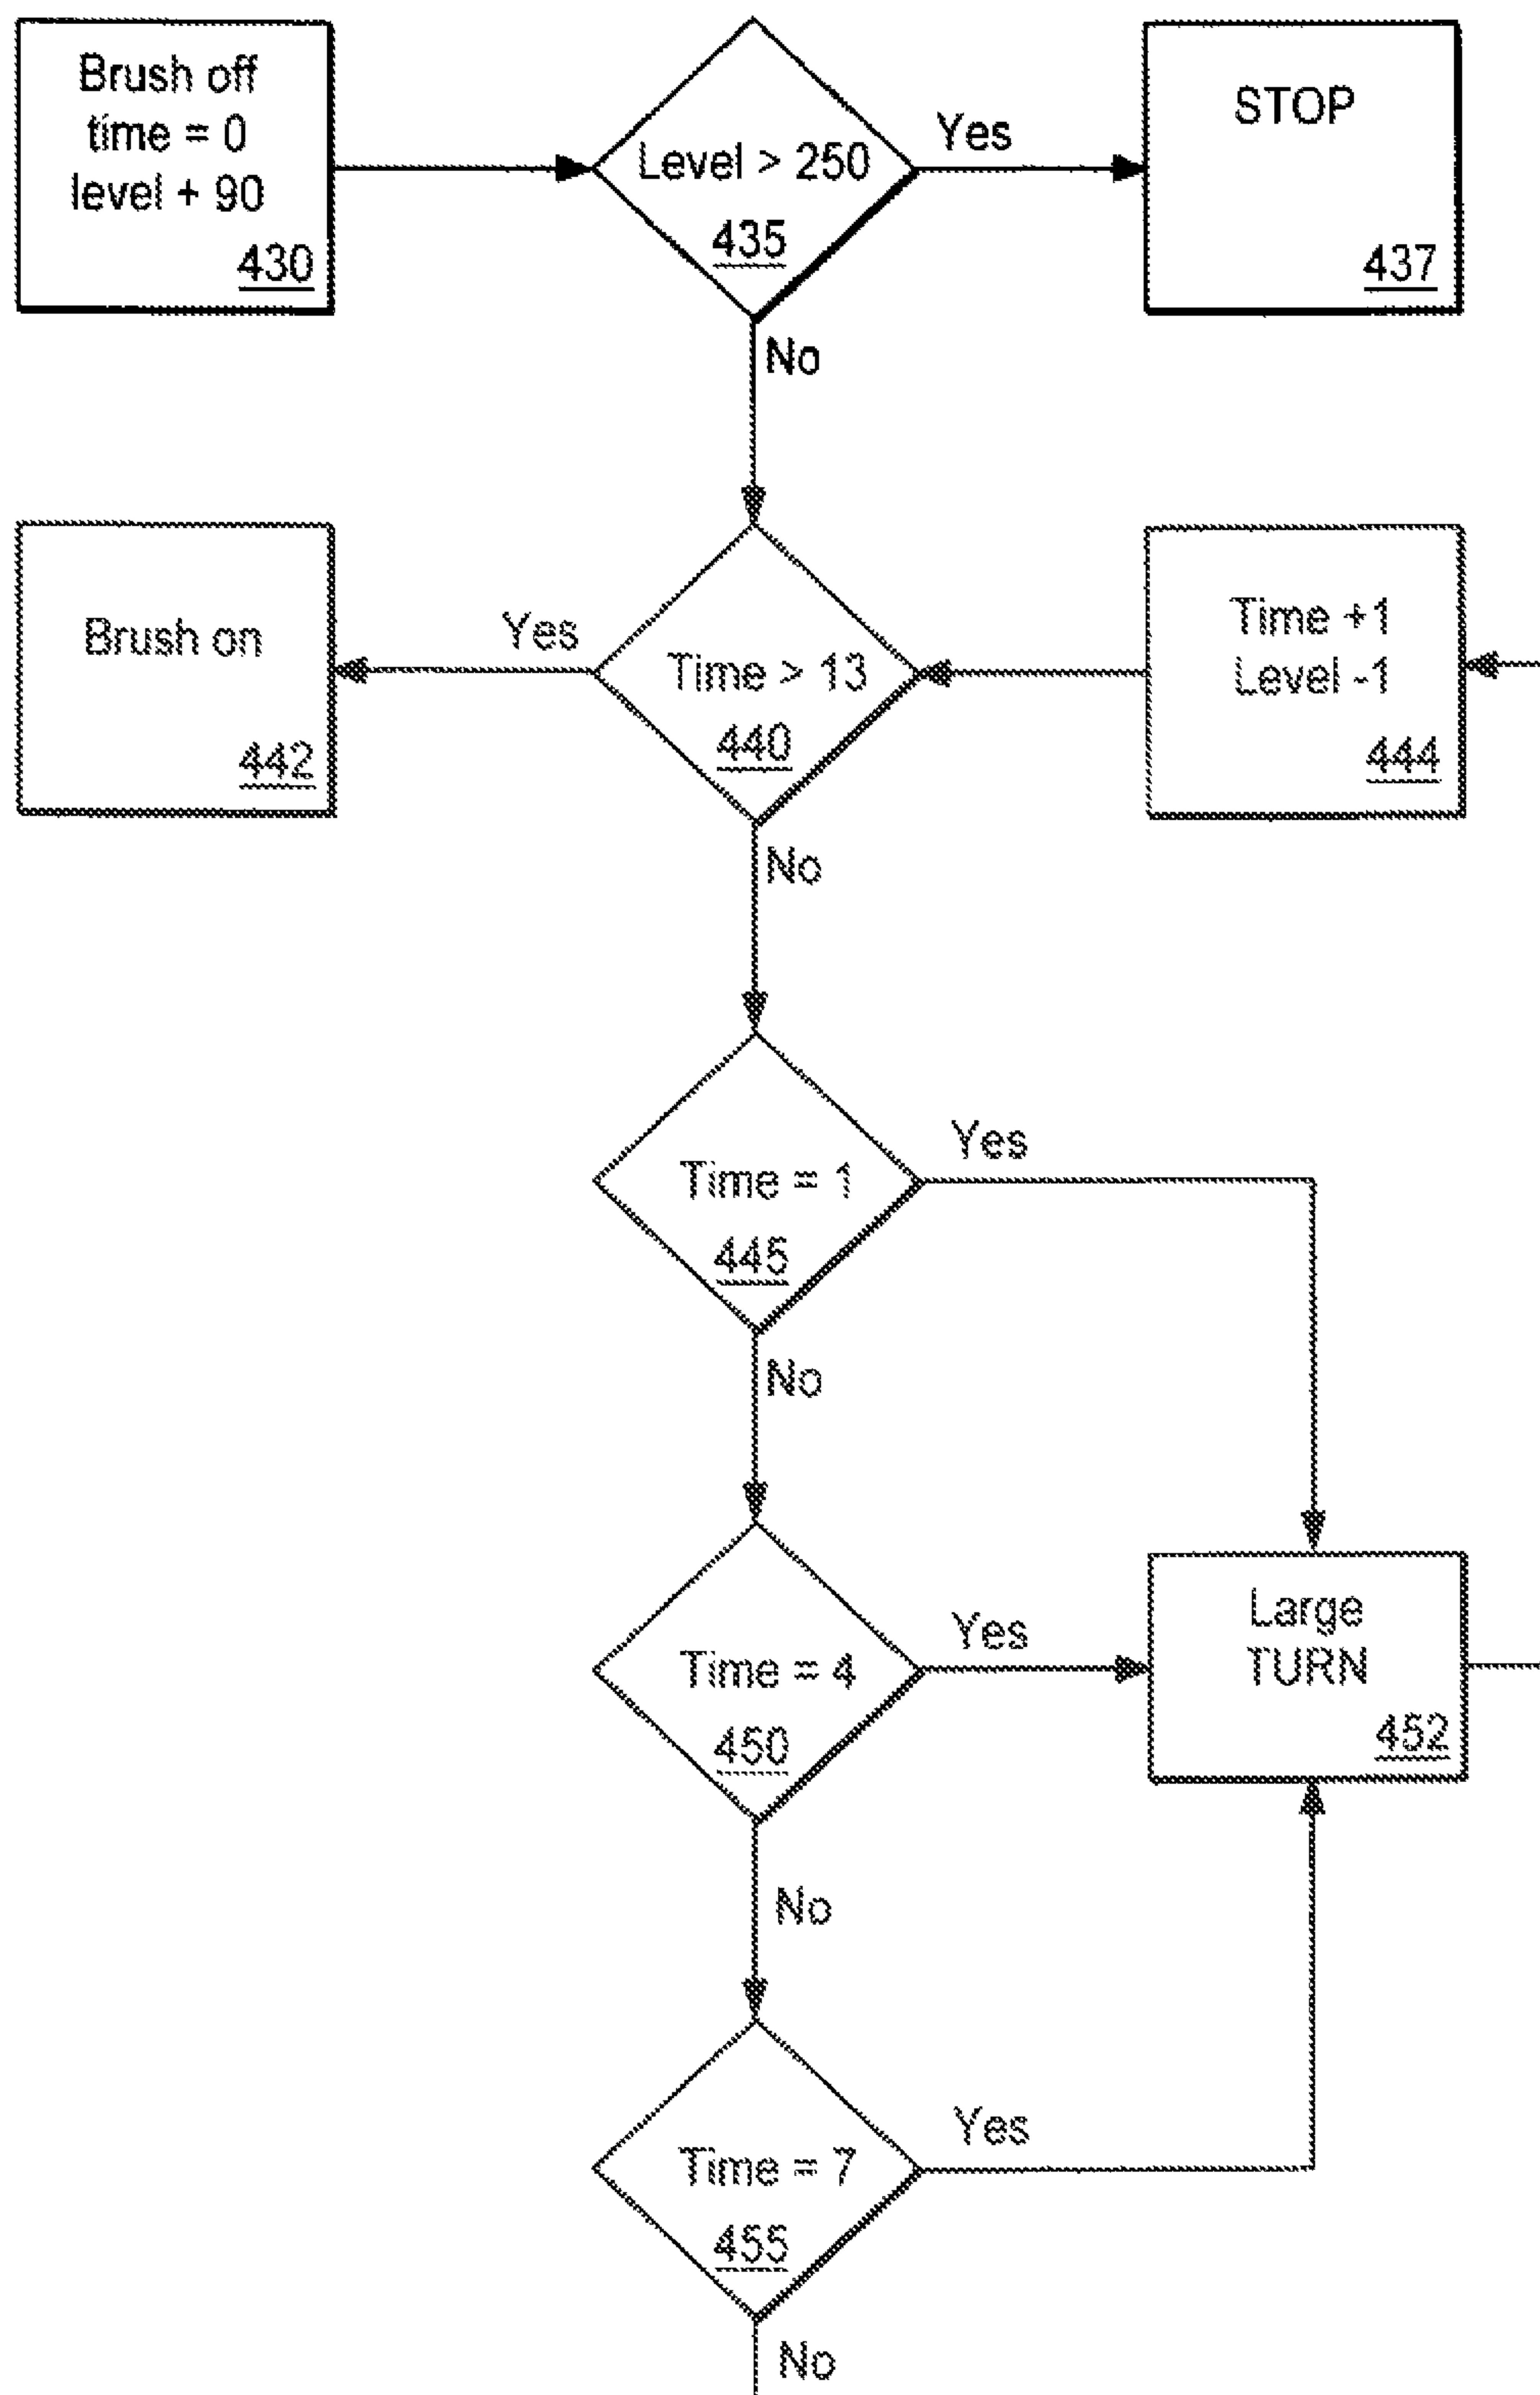 Brush off
time = 0
level + 90
430
Level > 250
435
Yes
STOP
437
No
Brush on
442
Yes
Time > 13
440
Time +1
Level -1
444
No
Time = 1
445
Yes
No
Time = 4
450
Yes
Large
TURN
452
No
Time = 7
455
Yes
No